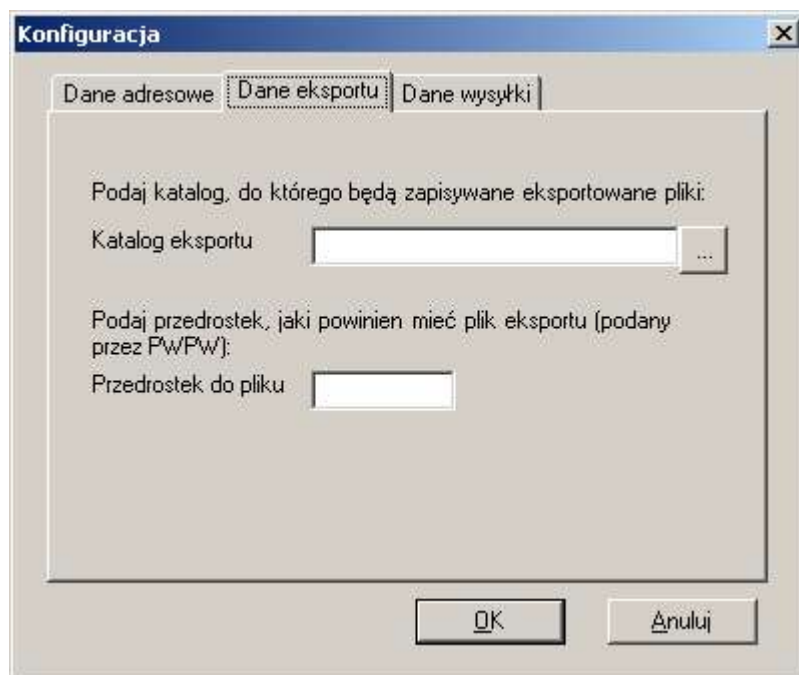 Konfiguracja
Dane adresowe Dane eksportu Dane wysyłki
Podaj katalog, do którego będą zapisywane eksportowane pliki:
Katalog eksportu ...
Podaj przedrostek, jaki powinien mieć plik eksportu (podany
przez PWPW):
Przedrostek do pliku
OK Anuluj